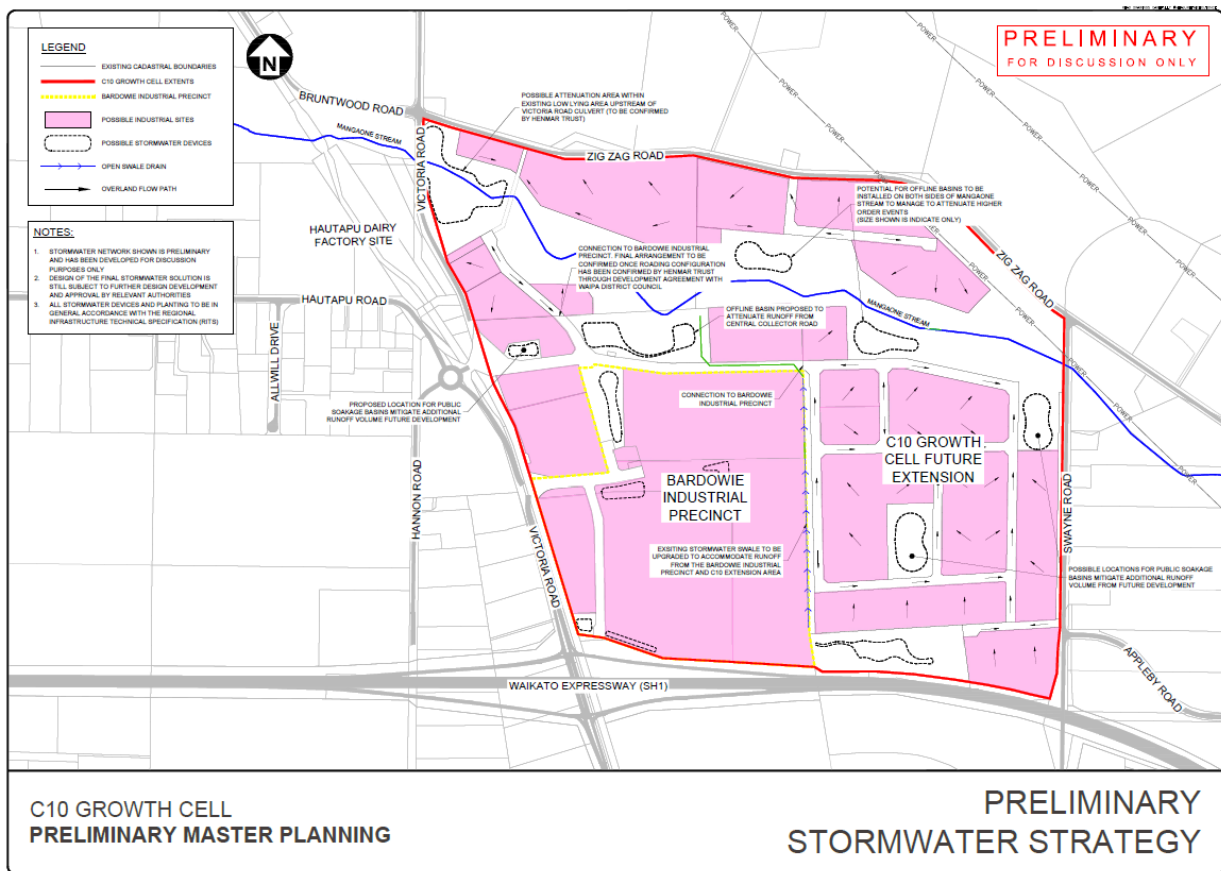 PRELIMINARY
FOR DISCUSSION ONLY
LEGEND
EXISTING CADASTRAL BOUNDARIES
C10 GROWTH CELL EXTENTS
BARDOWIE INDUSTRIAL PRECINCT
POSSIBLE INDUSTRIAL SITES
POSSIBLE STORMWATER DEVICES
OPEN SWALE DRAIN
OVERLAND FLOW PATH
N
NOTES:
1. STORMWATER NETWORK SHOWN IS PRELIMINARY
AND HAS BEEN DEVELOPED FOR DISCUSSION
PURPOSES ONLY
2. DESIGN OF THE FINAL STORMWATER SOLUTION IS
STILL SUBJECT TO FURTHER DESIGN DEVELOPMENT
AND APPROVAL BY RELEVANT AUTHORITIES
3. ALL STORMWATER DEVICES AND PLANTING TO BE IN
GENERAL ACCORDANCE WITH THE REGIONAL
INFRASTRUCTURE TECHNICAL SPECIFICATION (RITS)
BRUNTWOOD ROAD
MANGAONE STREAM
VICTORIA ROAD
POSSIBLE ATTENUATION AREA WITHIN
EXISTING LOW LYING AREA UPSTREAM OF
VICTORIA ROAD CULVERT (TO BE CONFIRMED
BY HENMAR TRUST)
ZIG ZAG ROAD
POWER
POWER
POWER
POWER
POWER
POWER
POWER
POWER
POWER
POTENTIAL FOR OFFLINE BASINS TO BE
INSTALLED ON BOTH SIDES OF MANGAONE
STREAM TO MANAGE TO ATTENUATE HIGHER
ORDER EVENTS
(SIZE SHOWN IS INDICATE ONLY)
ZIG ZAG ROAD
HAUTAPU DAIRY
FACTORY SITE
CONNECTION TO BARDOWIE INDUSTRIAL
PRECINCT. FINAL ARRANGEMENT TO BE
CONFIRMED ONCE ROADING CONFIGURATION
HAS BEEN CONFIRMED BY HENMAR TRUST
THROUGH DEVELOPMENT AGREEMENT WITH
WAIPA DISTRICT COUNCIL
HAUTAPU ROAD
OFFLINE BASIN PROPOSED TO
ATTENUATE RUNOFF FROM
CENTRAL COLLECTOR ROAD
MANGAONE STREAM
ALLWILL DRIVE
PROPOSED LOCATION FOR PUBLIC
SOAKAGE BASINS MITIGATE ADDITIONAL
RUNOFF VOLUME FUTURE DEVELOPMENT
CONNECTION TO BARDOWIE
INDUSTRIAL PRECINCT
C10 GROWTH
CELL FUTURE
EXTENSION
HANNON ROAD
BARDOWIE
INDUSTRIAL
PRECINCT
VICTORIA ROAD
EXSITING STORMWATER SWALE TO BE
UPGRADED TO ACCOMMODATE RUNOFF
FROM THE BARDOWIE INDUSTRIAL
PRECINCT AND C10 EXTENSION AREA
SWAYNE ROAD
POSSIBLE LOCATIONS FOR PUBLIC SOAKAGE
BASINS MITIGATE ADDITIONAL RUNOFF
VOLUME FROM FUTURE DEVELOPMENT
APPLEBY ROAD
WAIKATO EXPRESSWAY (SH1)
C10 GROWTH CELL
PRELIMINARY MASTER PLANNING
PRELIMINARY
STORMWATER STRATEGY